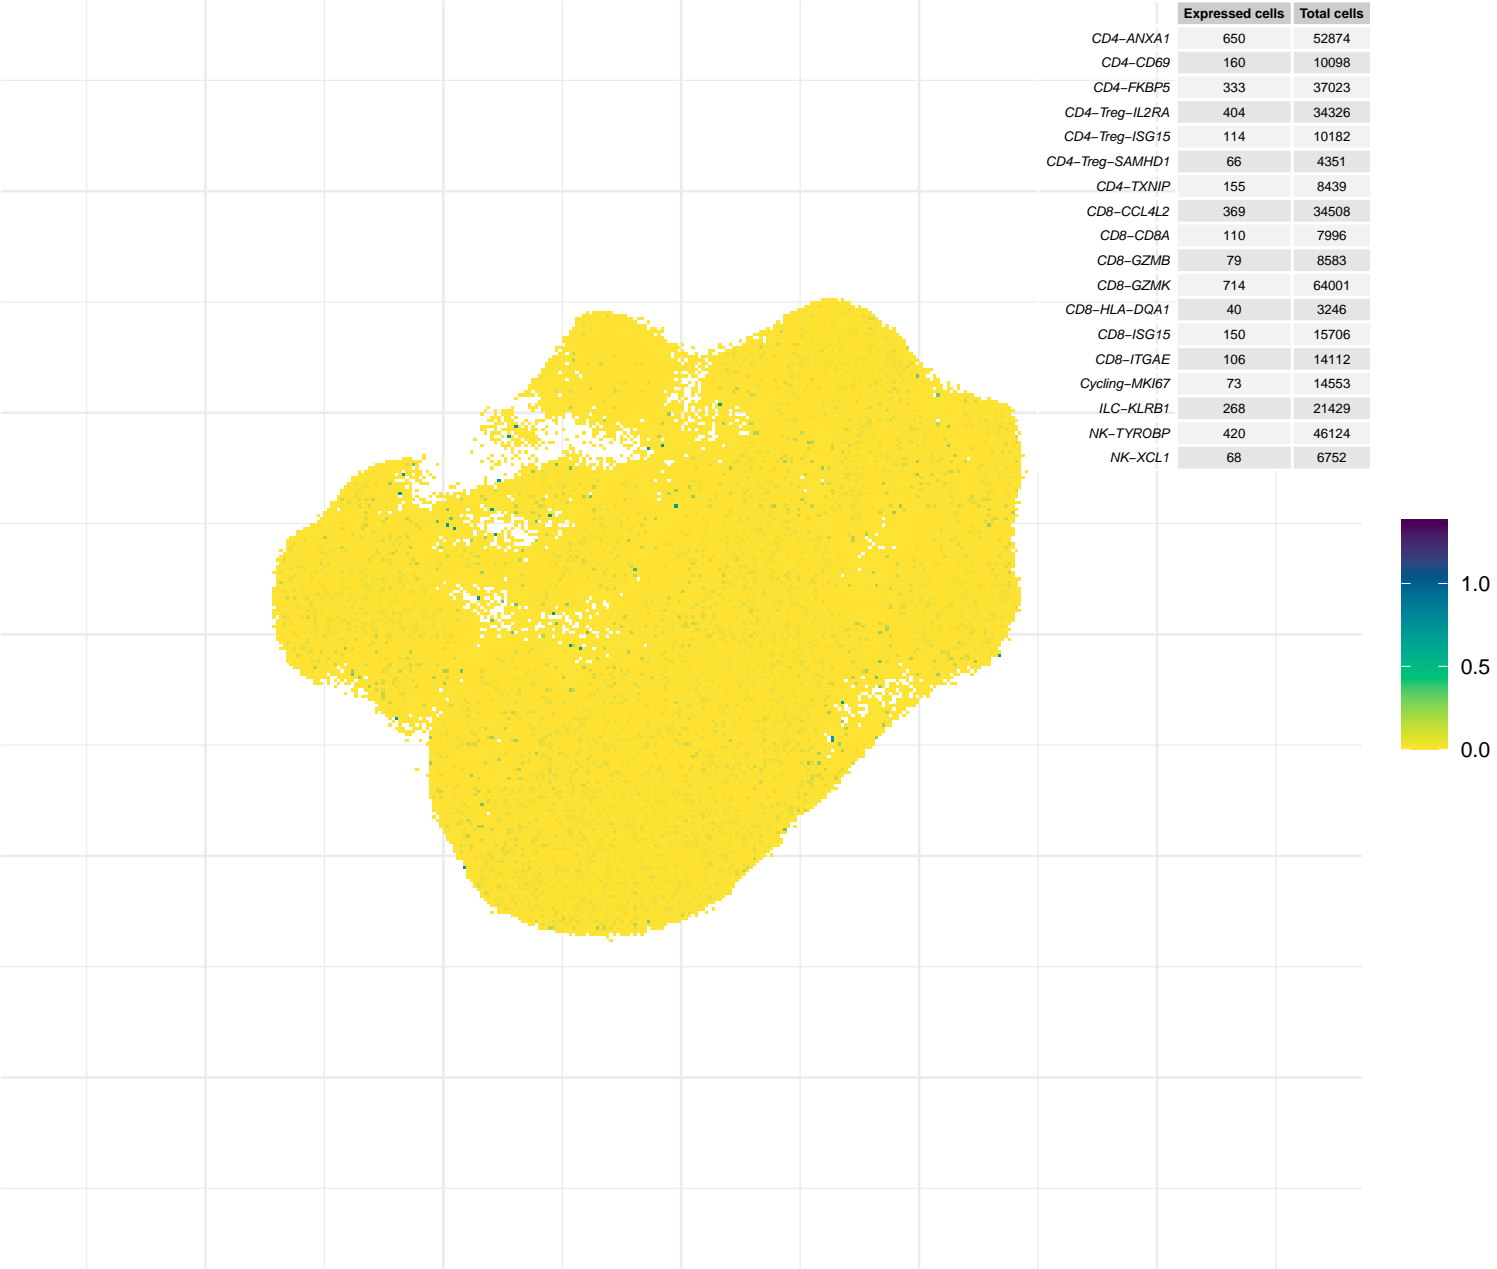 Expressed cells Total cells
CD4−ANXA1 650 52874
CD4−CD69 160 10098
CD4−FKBP5 333 37023
CD4−Treg−IL2RA 404 34326
CD4−Treg−ISG15 114 10182
CD4−Treg−SAMHD1 66 4351
CD4−TXNIP 155 8439
CD8−CCL4L2 369 34508
CD8−CD8A 110 7996
CD8−GZMB 79 8583
CD8−GZMK 714 64001
CD8−HLA−DQA1 40 3246
CD8−ISG15 150 15706
CD8−ITGAE 106 14112
Cycling−MKI67 73 14553
ILC−KLRB1 268 21429
NK−TYROBP 420 46124
NK−XCL1 68 6752
1.0
0.5
0.0